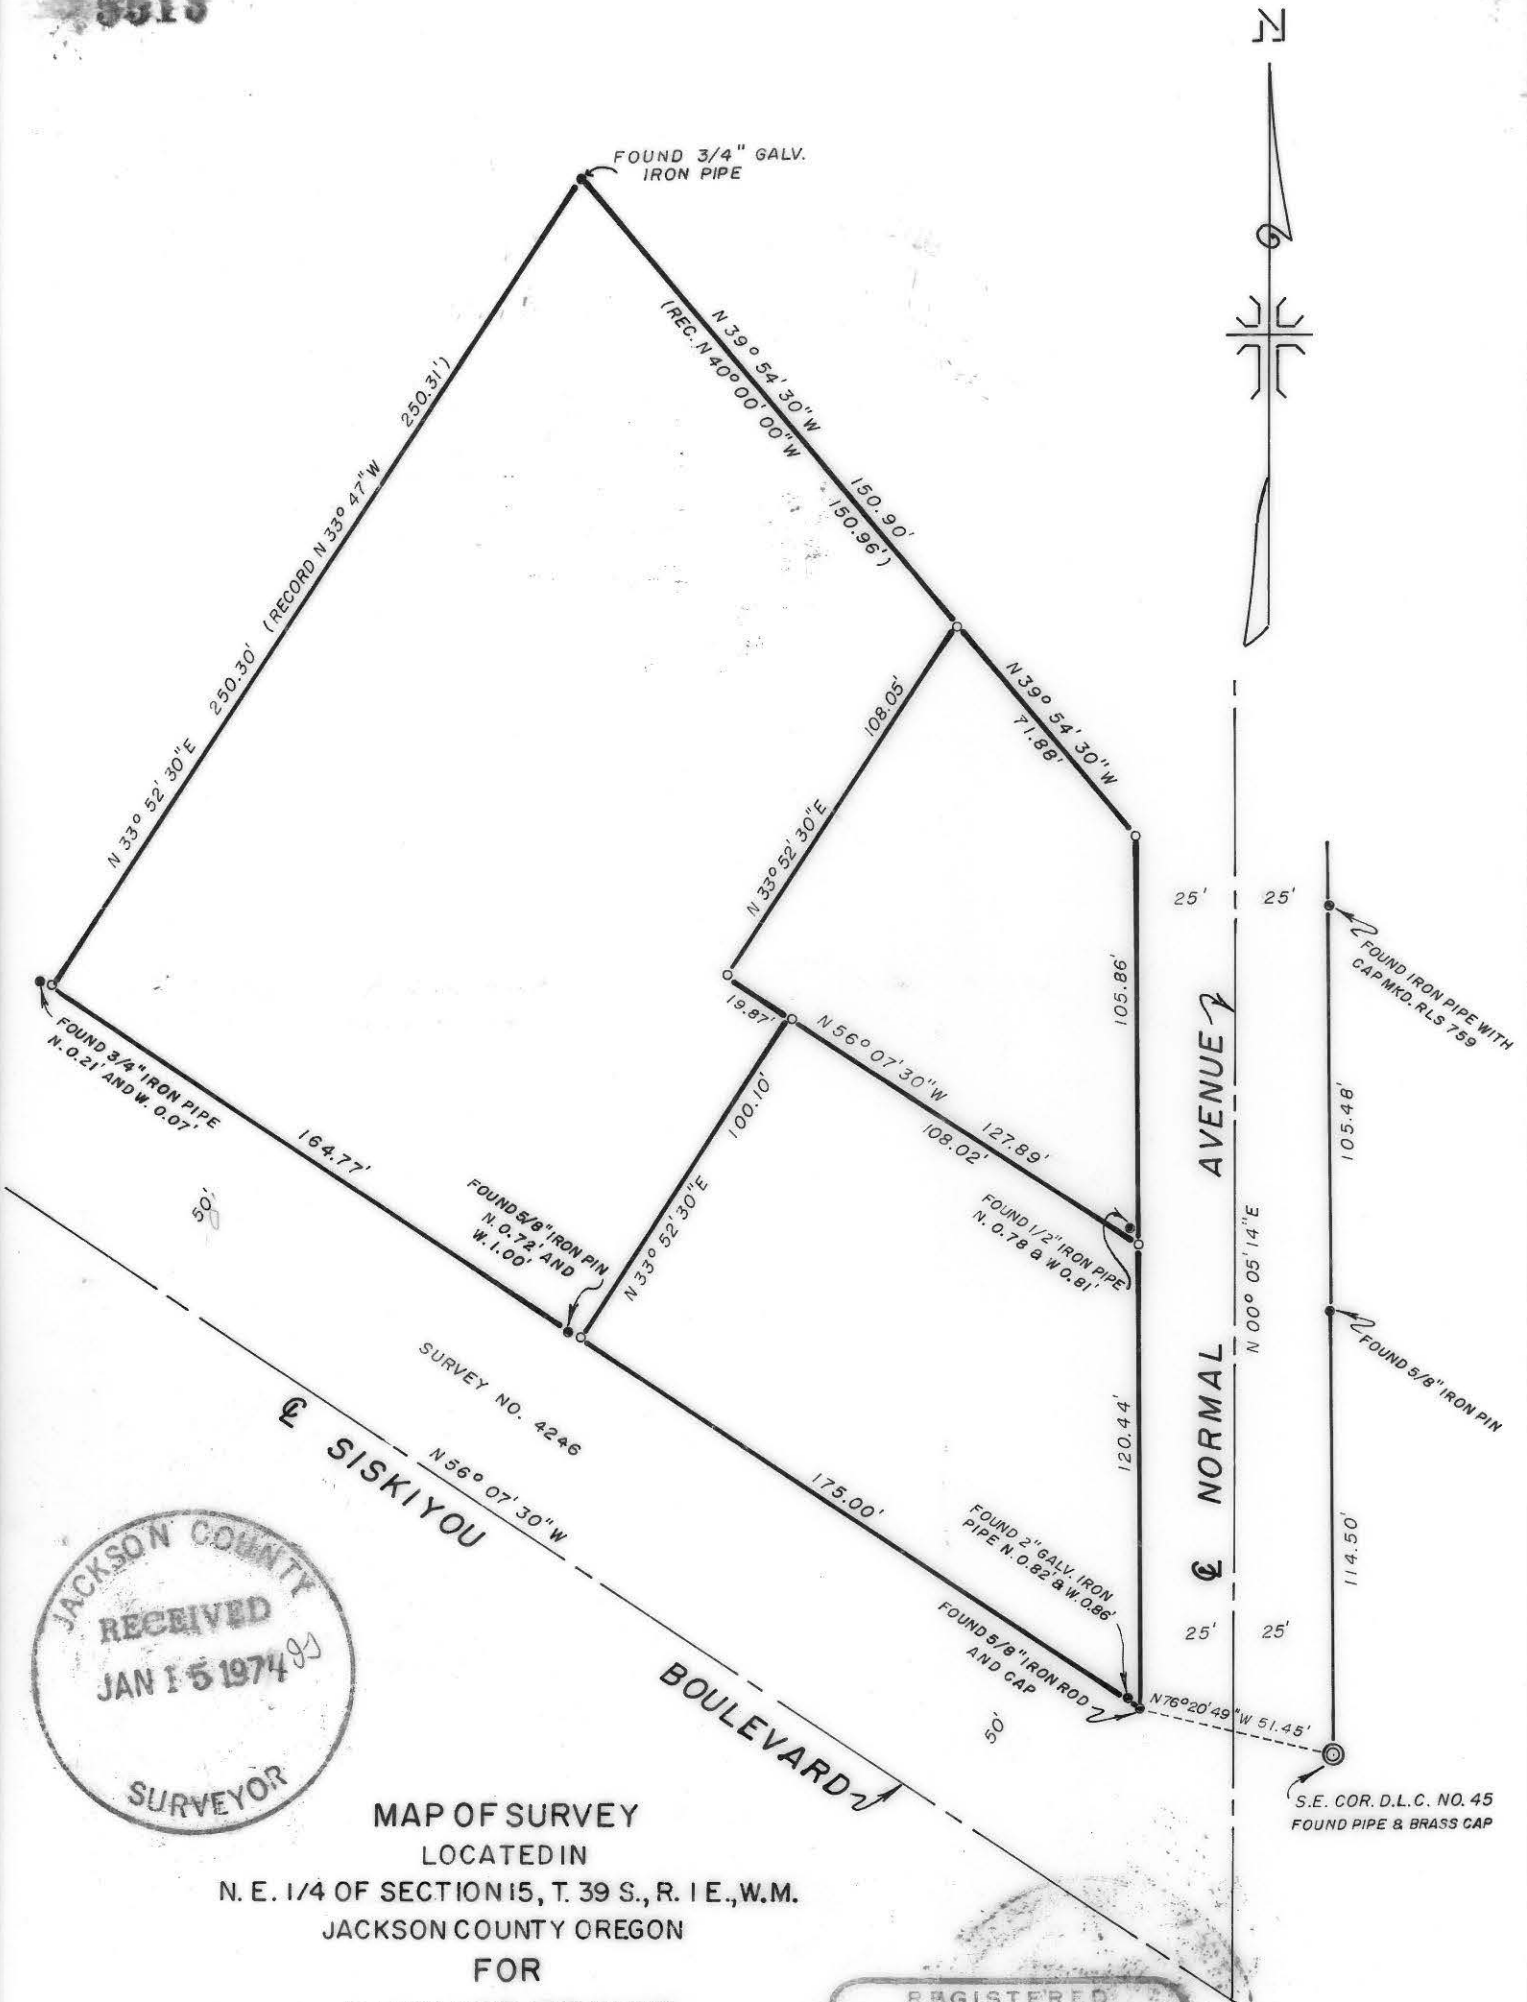 5515
N
FOUND 3/4" GALV.
IRON PIPE
N 39° 54' 30" W
(REC. N 40° 00' 00" W
150.90'
150.96')
250.31')
(RECORD N 33° 47" W
250.30'
N 33° 52' 30" E
N 39° 54' 30" W
71.88'
108.05'
N 33° 52' 30" E
25'
25'
FOUND IRON PIPE WITH
CAP MKD. RLS 759
105.86'
105.48'
AVENUE
19.87'
N 56° 07' 30" W
127.89'
108.02'
FOUND 3/4" IRON PIPE
N. 0.21' AND W. 0.07'
100.10'
N 33° 52' 30" E
164.77'
50'
FOUND 5/8" IRON PIN
N. 0.72' AND
W. 1.00'
FOUND 1/2" IRON PIPE
N. 0.78 & W 0.81'
N 00° 05' 14" E
FOUND 5/8" IRON PIN
℄ NORMAL
SURVEY NO. 4246
℄ SISKIYOU
N 56° 07' 30" W
120.44'
175.00'
114.50'
FOUND 2" GALV. IRON
PIPE N. 0.82' & W. 0.86'
FOUND 5/8" IRON ROD
AND CAP
25'
25'
BOULEVARD
50'
N 76° 20' 49" W 51.45'
S.E. COR. D.L.C. NO. 45
FOUND PIPE & BRASS CAP
JACKSON COUNTY
RECEIVED
JAN 15 1974
SURVEYOR
MAP OF SURVEY
LOCATED IN
N. E. 1/4 OF SECTION 15, T. 39 S., R. 1 E., W.M.
JACKSON COUNTY OREGON
FOR
REGISTERED